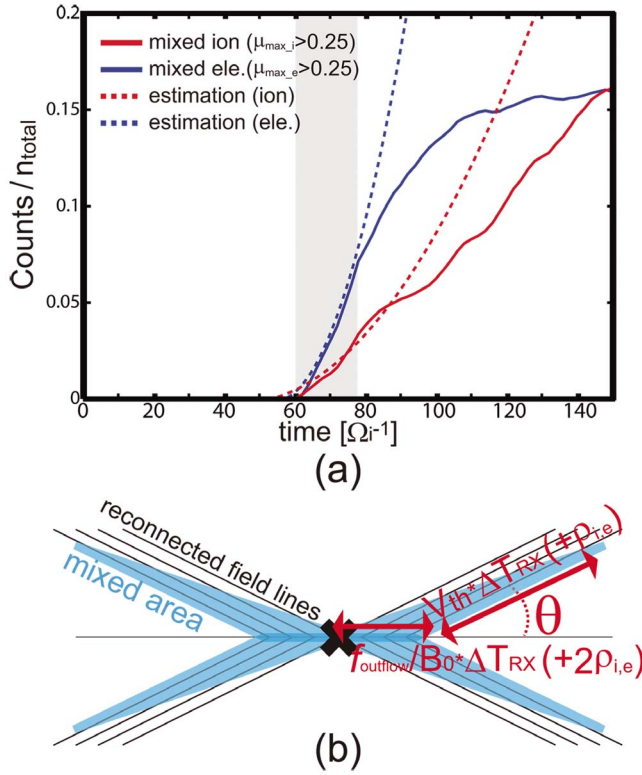 0.2
mixed ion (μmax_i>0.25)
mixed ele.(μmax_e>0.25)
estimation (ion)
estimation (ele.)
0.15
0.1
0.05
0
0 20 40 60 80 100 120 140
Counts / ntotal
time [Ωi-1]
(a)
reconnected field lines
mixed area
Vth*ΔTRX(+ρi,e)
θ
foutflow/B0*ΔTRX(+2ρi,e)
(b)